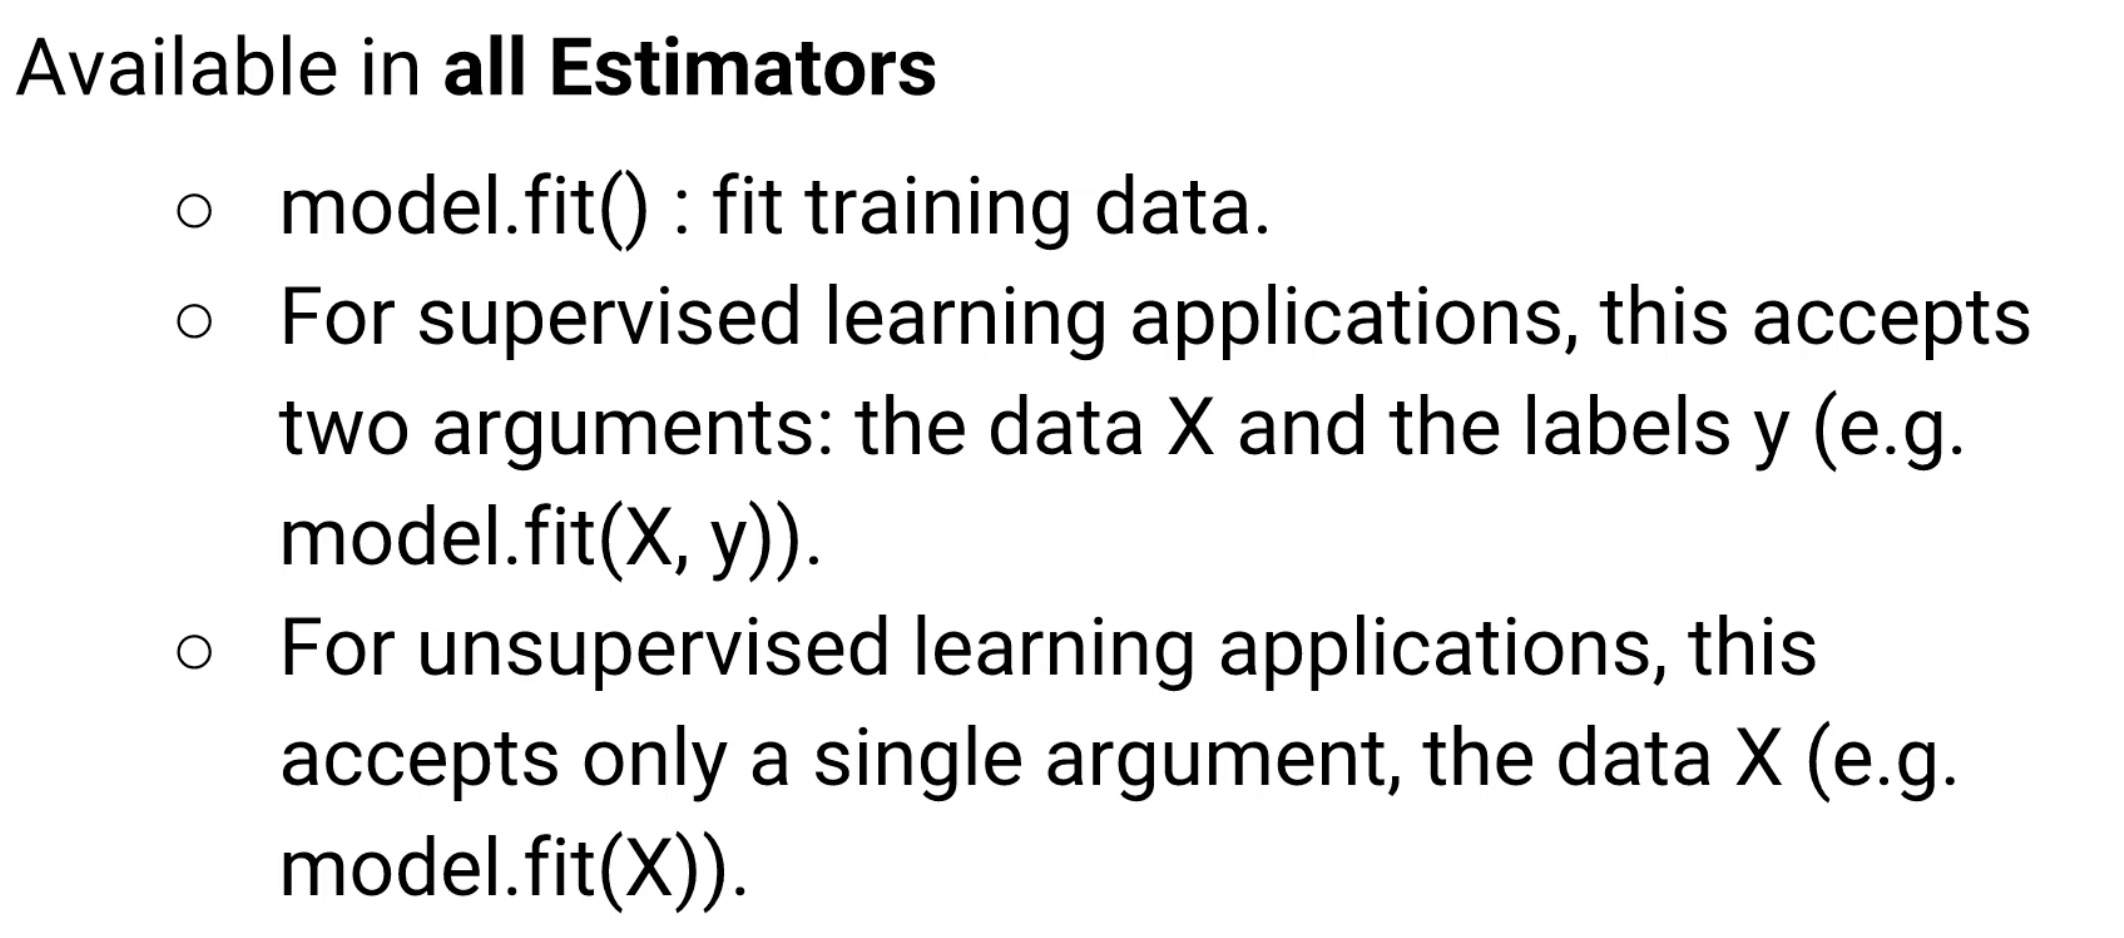 Available in all Estimators
○ model.fit() : fit training data.
○ For supervised learning applications, this accepts
two arguments: the data X and the labels y (e.g.
model.fit(X, y)).
○ For unsupervised learning applications, this
accepts only a single argument, the data X (e.g.
model.fit(X)).